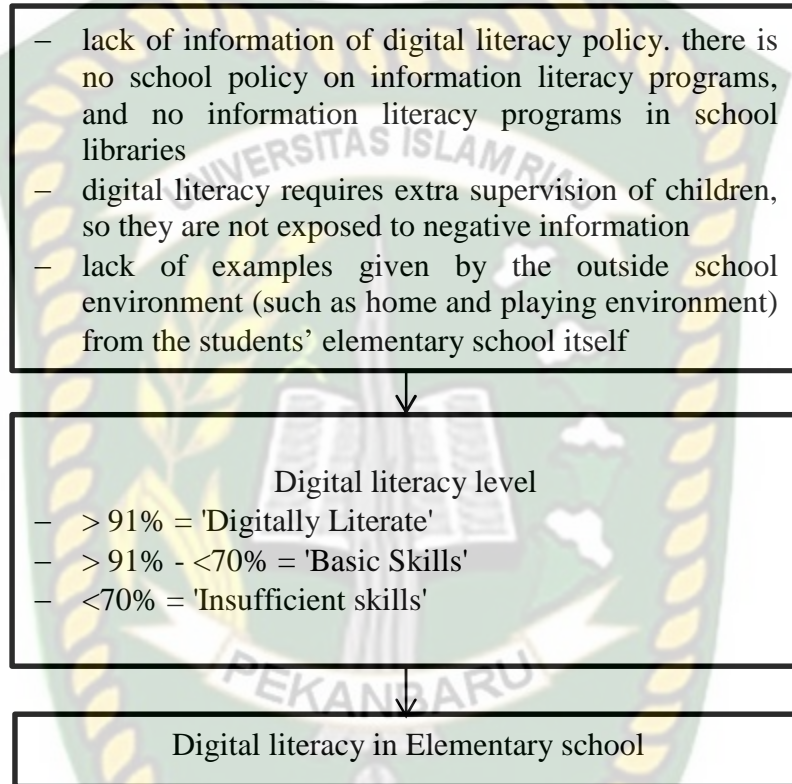 – lack of information of digital literacy policy. there is
no school policy on information literacy programs,
and no information literacy programs in school
libraries
– digital literacy requires extra supervision of children,
so they are not exposed to negative information
– lack of examples given by the outside school
environment (such as home and playing environment)
from the students’ elementary school itself
UNIVERSITAS ISLAM RIAU
Digital literacy level
– > 91% = 'Digitally Literate'
– > 91% - <70% = 'Basic Skills'
– <70% = 'Insufficient skills'
PEKANBARU
Digital literacy in Elementary school